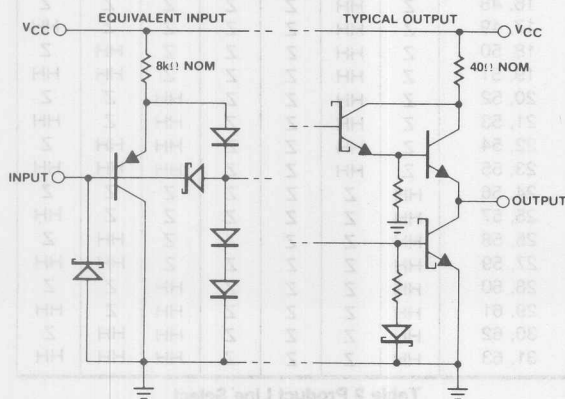 EQUIVALENT INPUT
TYPICAL OUTPUT
VCC
VCC
8kΩ NOM
40Ω NOM
INPUT
OUTPUT